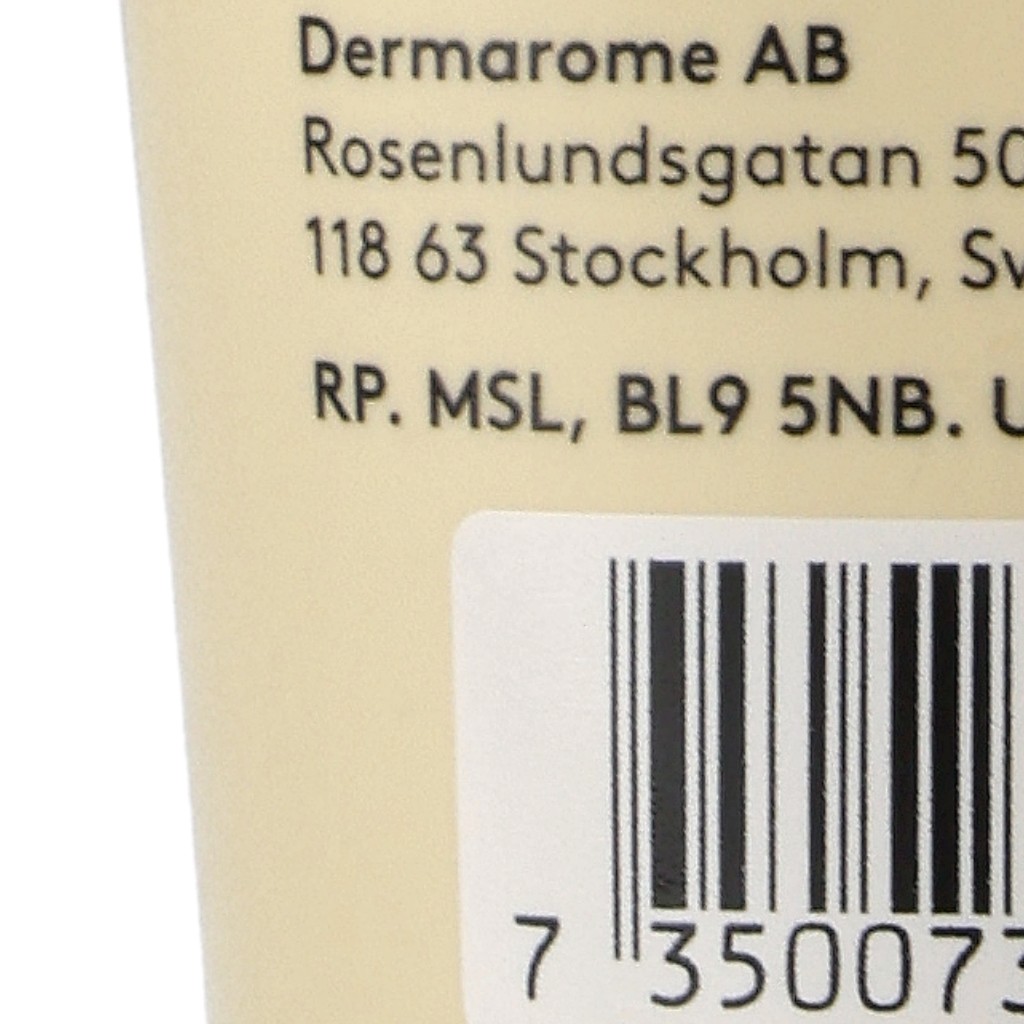 Dermarome AB
Rosenlundsgatan 50
118 63 Stockholm, Sv
RP. MSL, BL9 5NB. U
7 350073